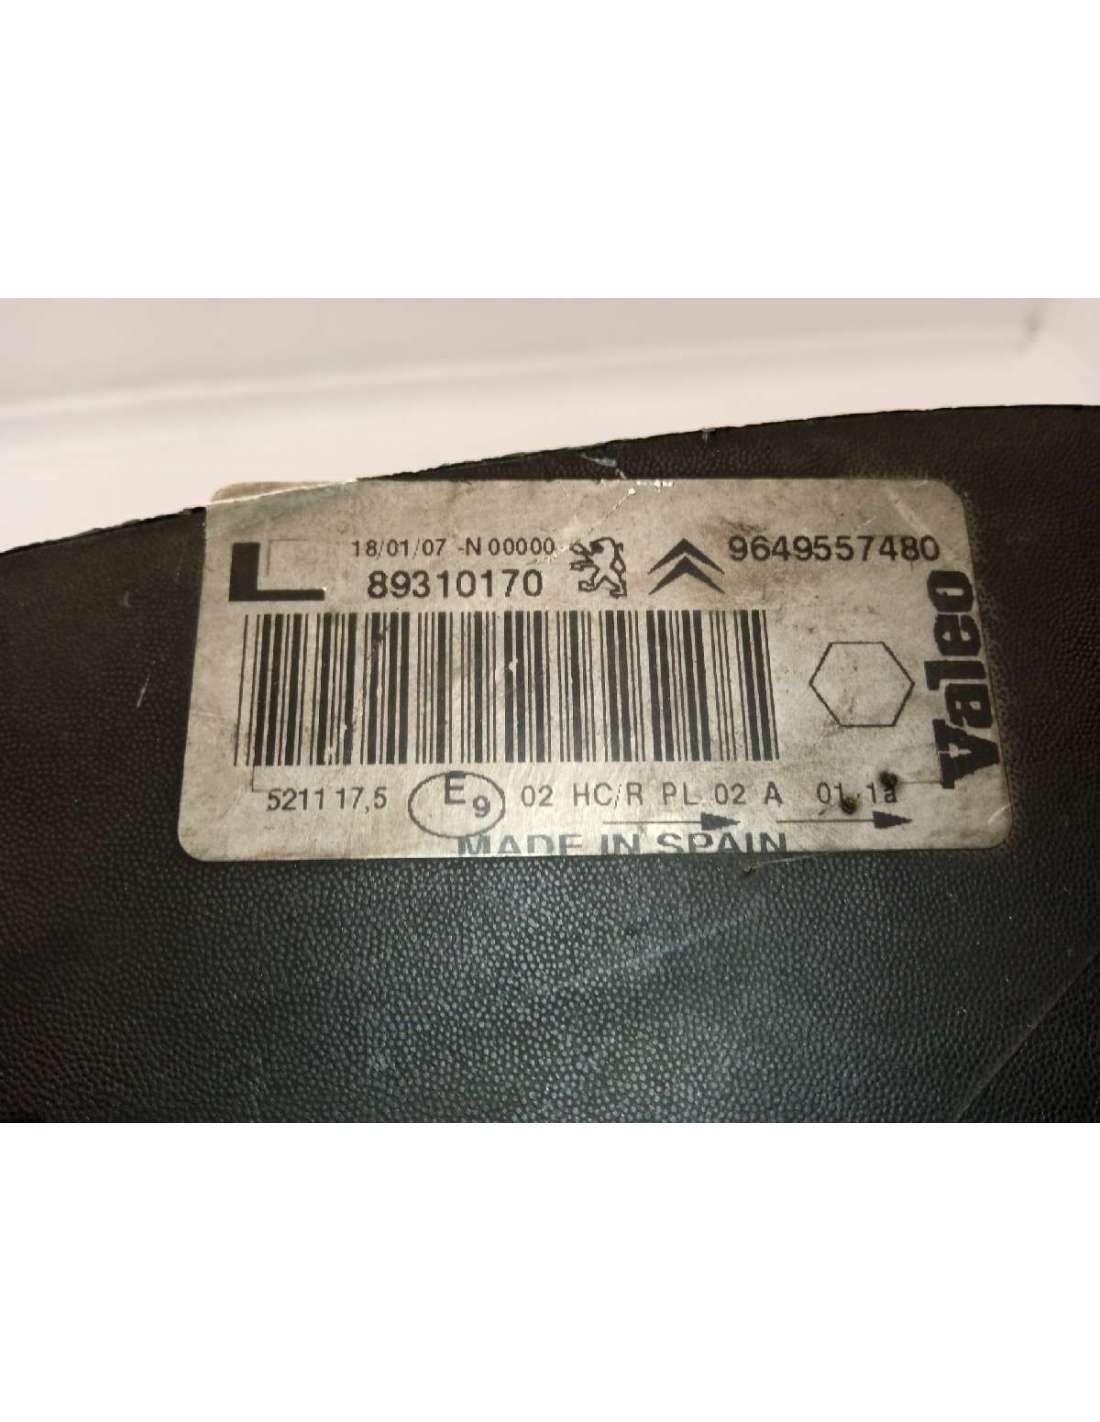 L
18/01/07 -N 00000
89310170
9649557480
Valeo
5211 17,5 E9 02 HC/R PL 02 A 01 1a
MADE IN SPAIN